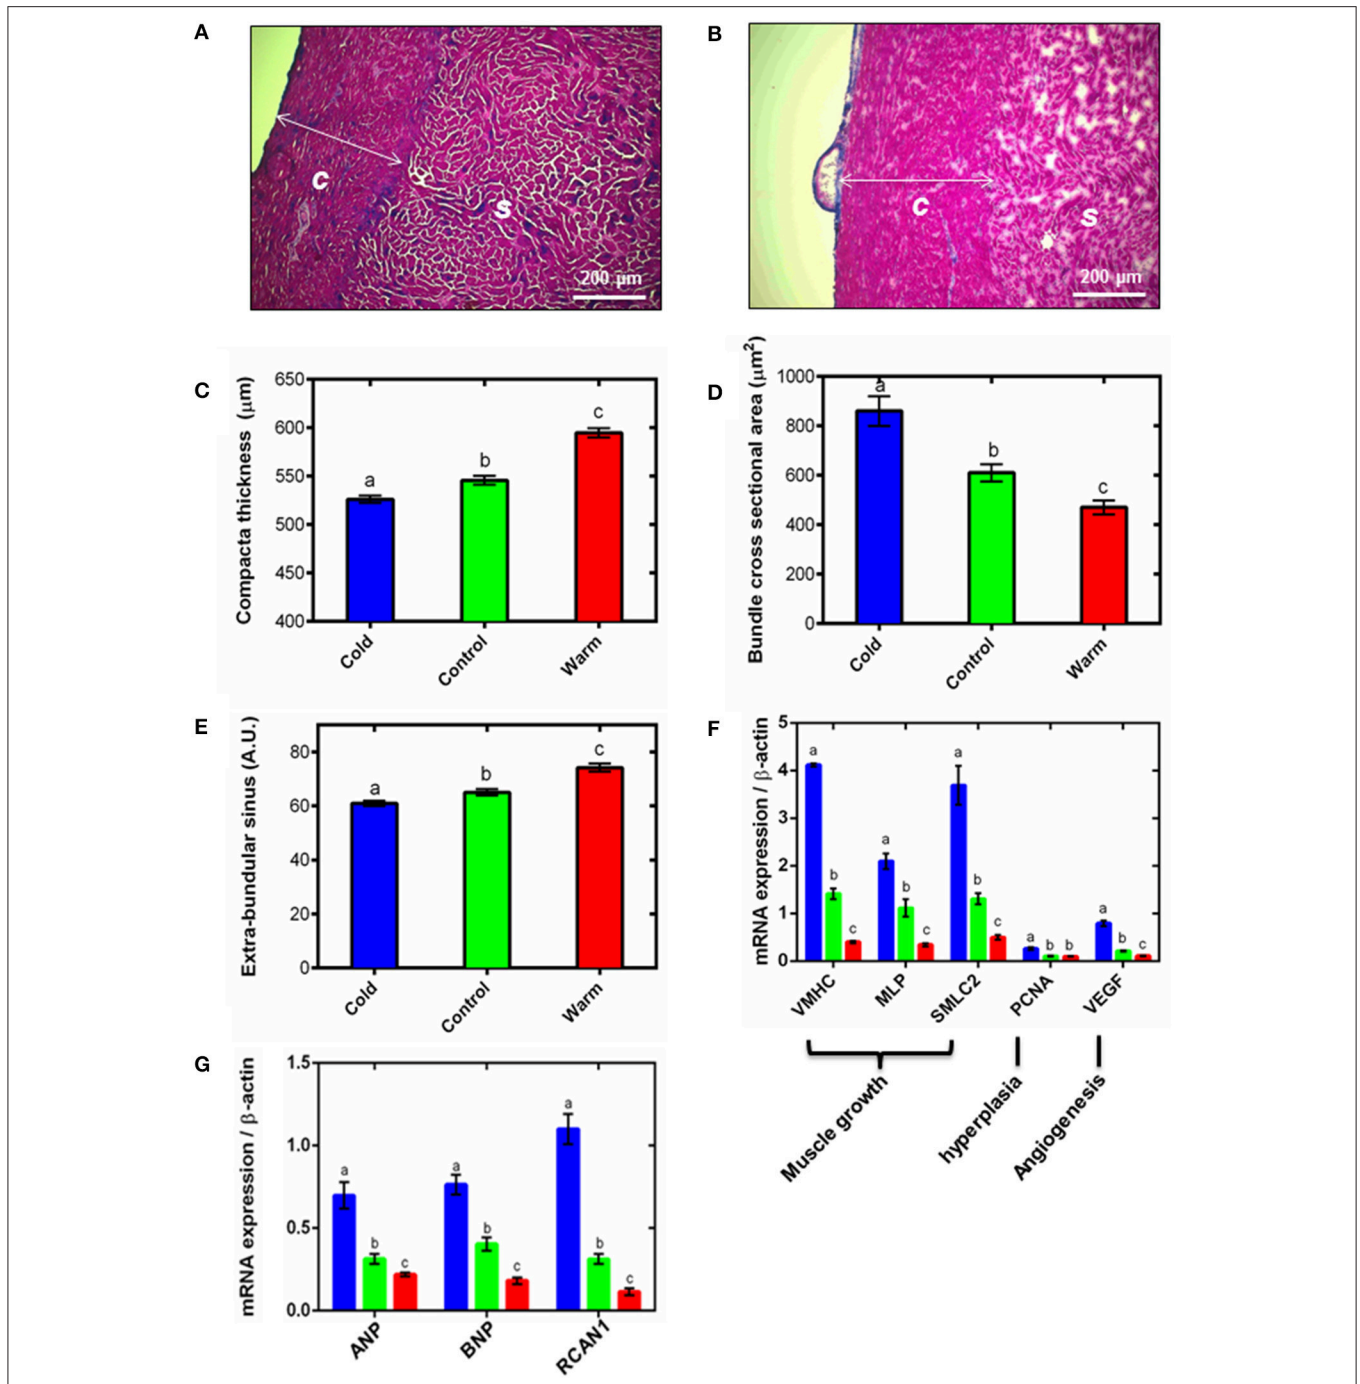 A
B
C
S
200 μm
C
S
200 μm
C
Compacta thickness (μm)
650
600
550
500
450
400
a
b
c
Cold
Control
Warm
D
Bundle cross sectional area (μm²)
1000
800
600
400
200
0
a
b
c
Cold
Control
Warm
E
Extra-bundular sinus (A.U.)
80
60
40
20
0
a
b
c
Cold
Control
Warm
F
mRNA expression / β-actin
5
4
3
2
1
0
a
b
c
a
b
c
a
b
c
a
b
b
a
b
c
VMHC
MLP
SMLC2
PCNA
VEGF
Muscle growth
hyperplasia
Angiogenesis
G
mRNA expression / β-actin
1.5
1.0
0.5
0.0
a
b
c
a
b
c
a
b
c
ANP
BNP
RCAN1